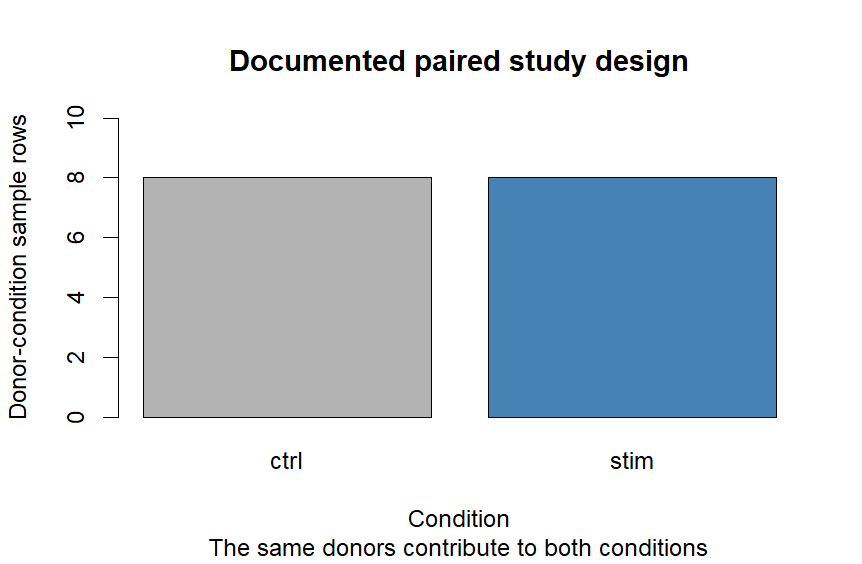 Documented paired study design
Donor-condition sample rows
10
8
6
4
2
0
ctrl
stim
Condition
The same donors contribute to both conditions